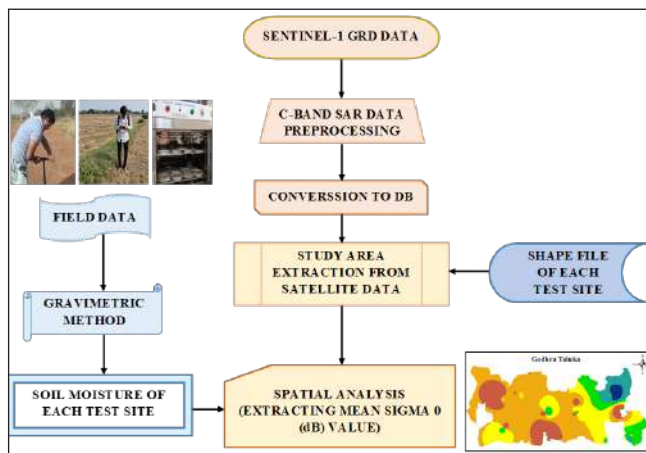 SENTINEL-1 GRD DATA
C-BAND SAR DATA
PREPROCESSING
CONVERSSION TO DB
FIELD DATA
STUDY AREA
EXTRACTION FROM
SATELLITE DATA
SHAPE FILE
OF EACH
TEST SITE
GRAVIMETRIC
METHOD
SOIL MOISTURE OF
EACH TEST SITE
SPATIAL ANALYSIS
(EXTRACTING MEAN SIGMA 0
(dB) VALUE)
Godhra Taluka